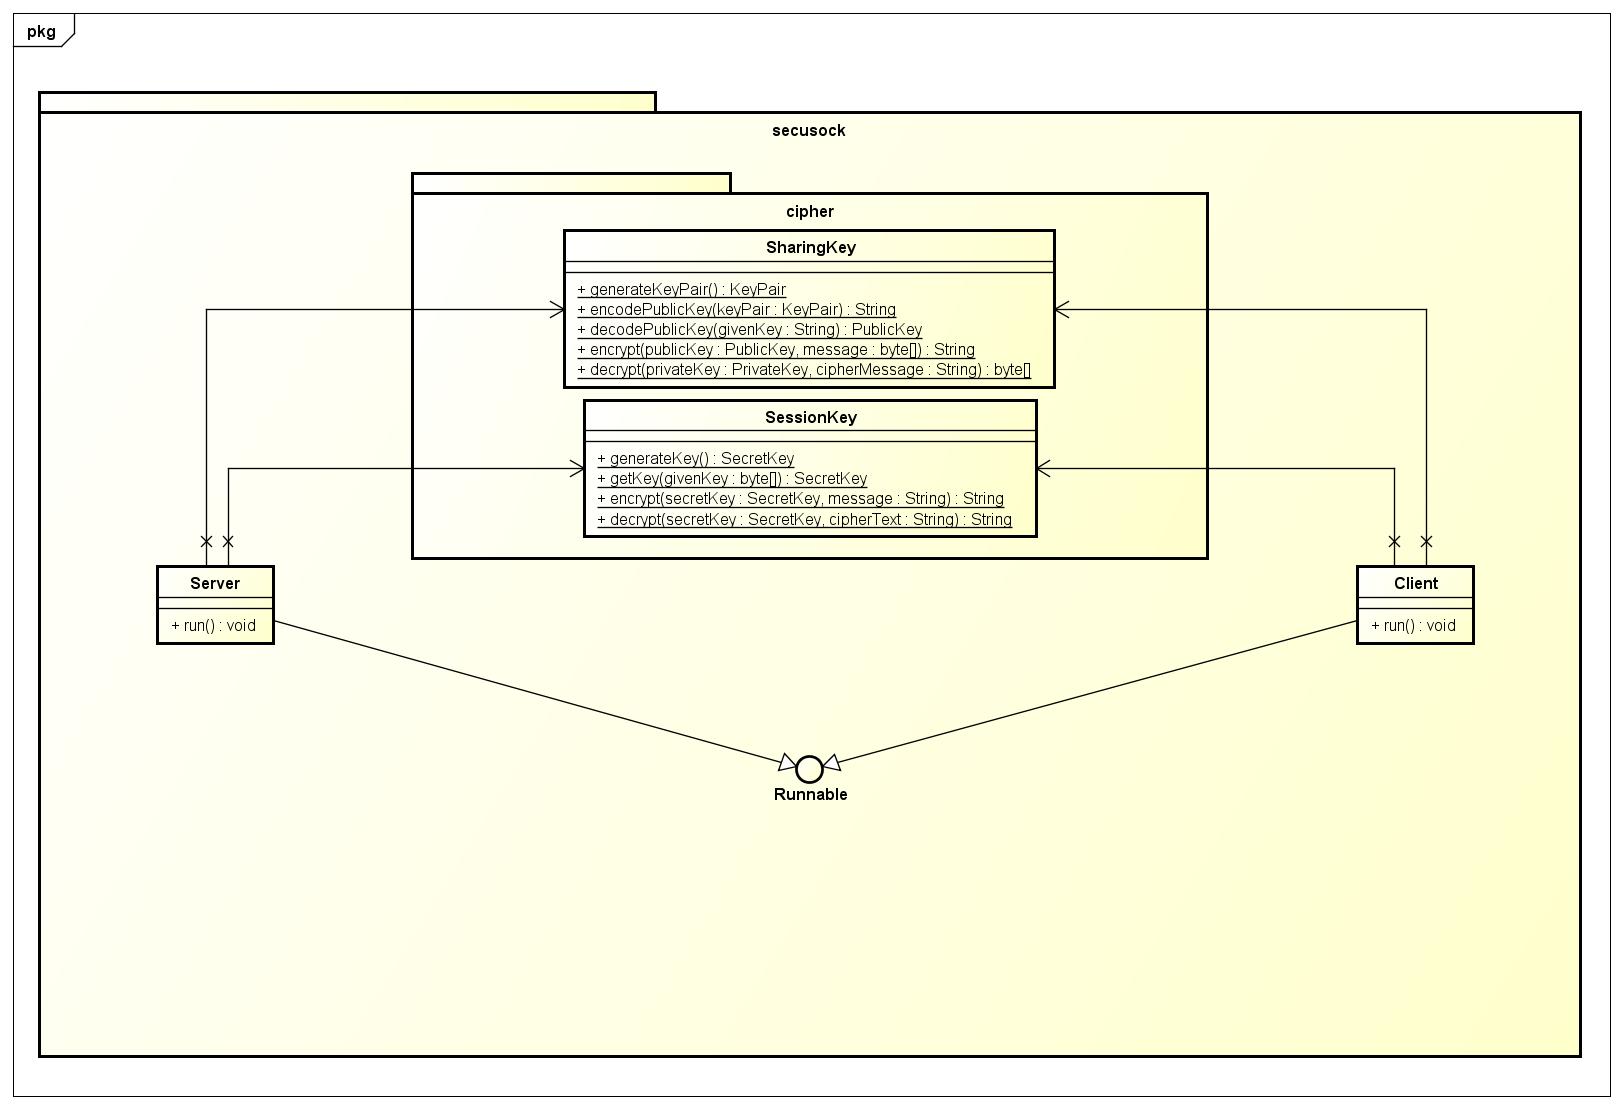 pkg
secusock
cipher
SharingKey
+ generateKeyPair() : KeyPair
+ encodePublicKey(keyPair : KeyPair) : String
+ decodePublicKey(givenKey : String) : PublicKey
+ encrypt(publicKey : PublicKey, message : byte[]) : String
+ decrypt(privateKey : PrivateKey, cipherMessage : String) : byte[]
SessionKey
+ generateKey() : SecretKey
+ getKey(givenKey : byte[]) : SecretKey
+ encrypt(secretKey : SecretKey, message : String) : String
+ decrypt(secretKey : SecretKey, cipherText : String) : String
Server
+ run() : void
Client
+ run() : void
Runnable